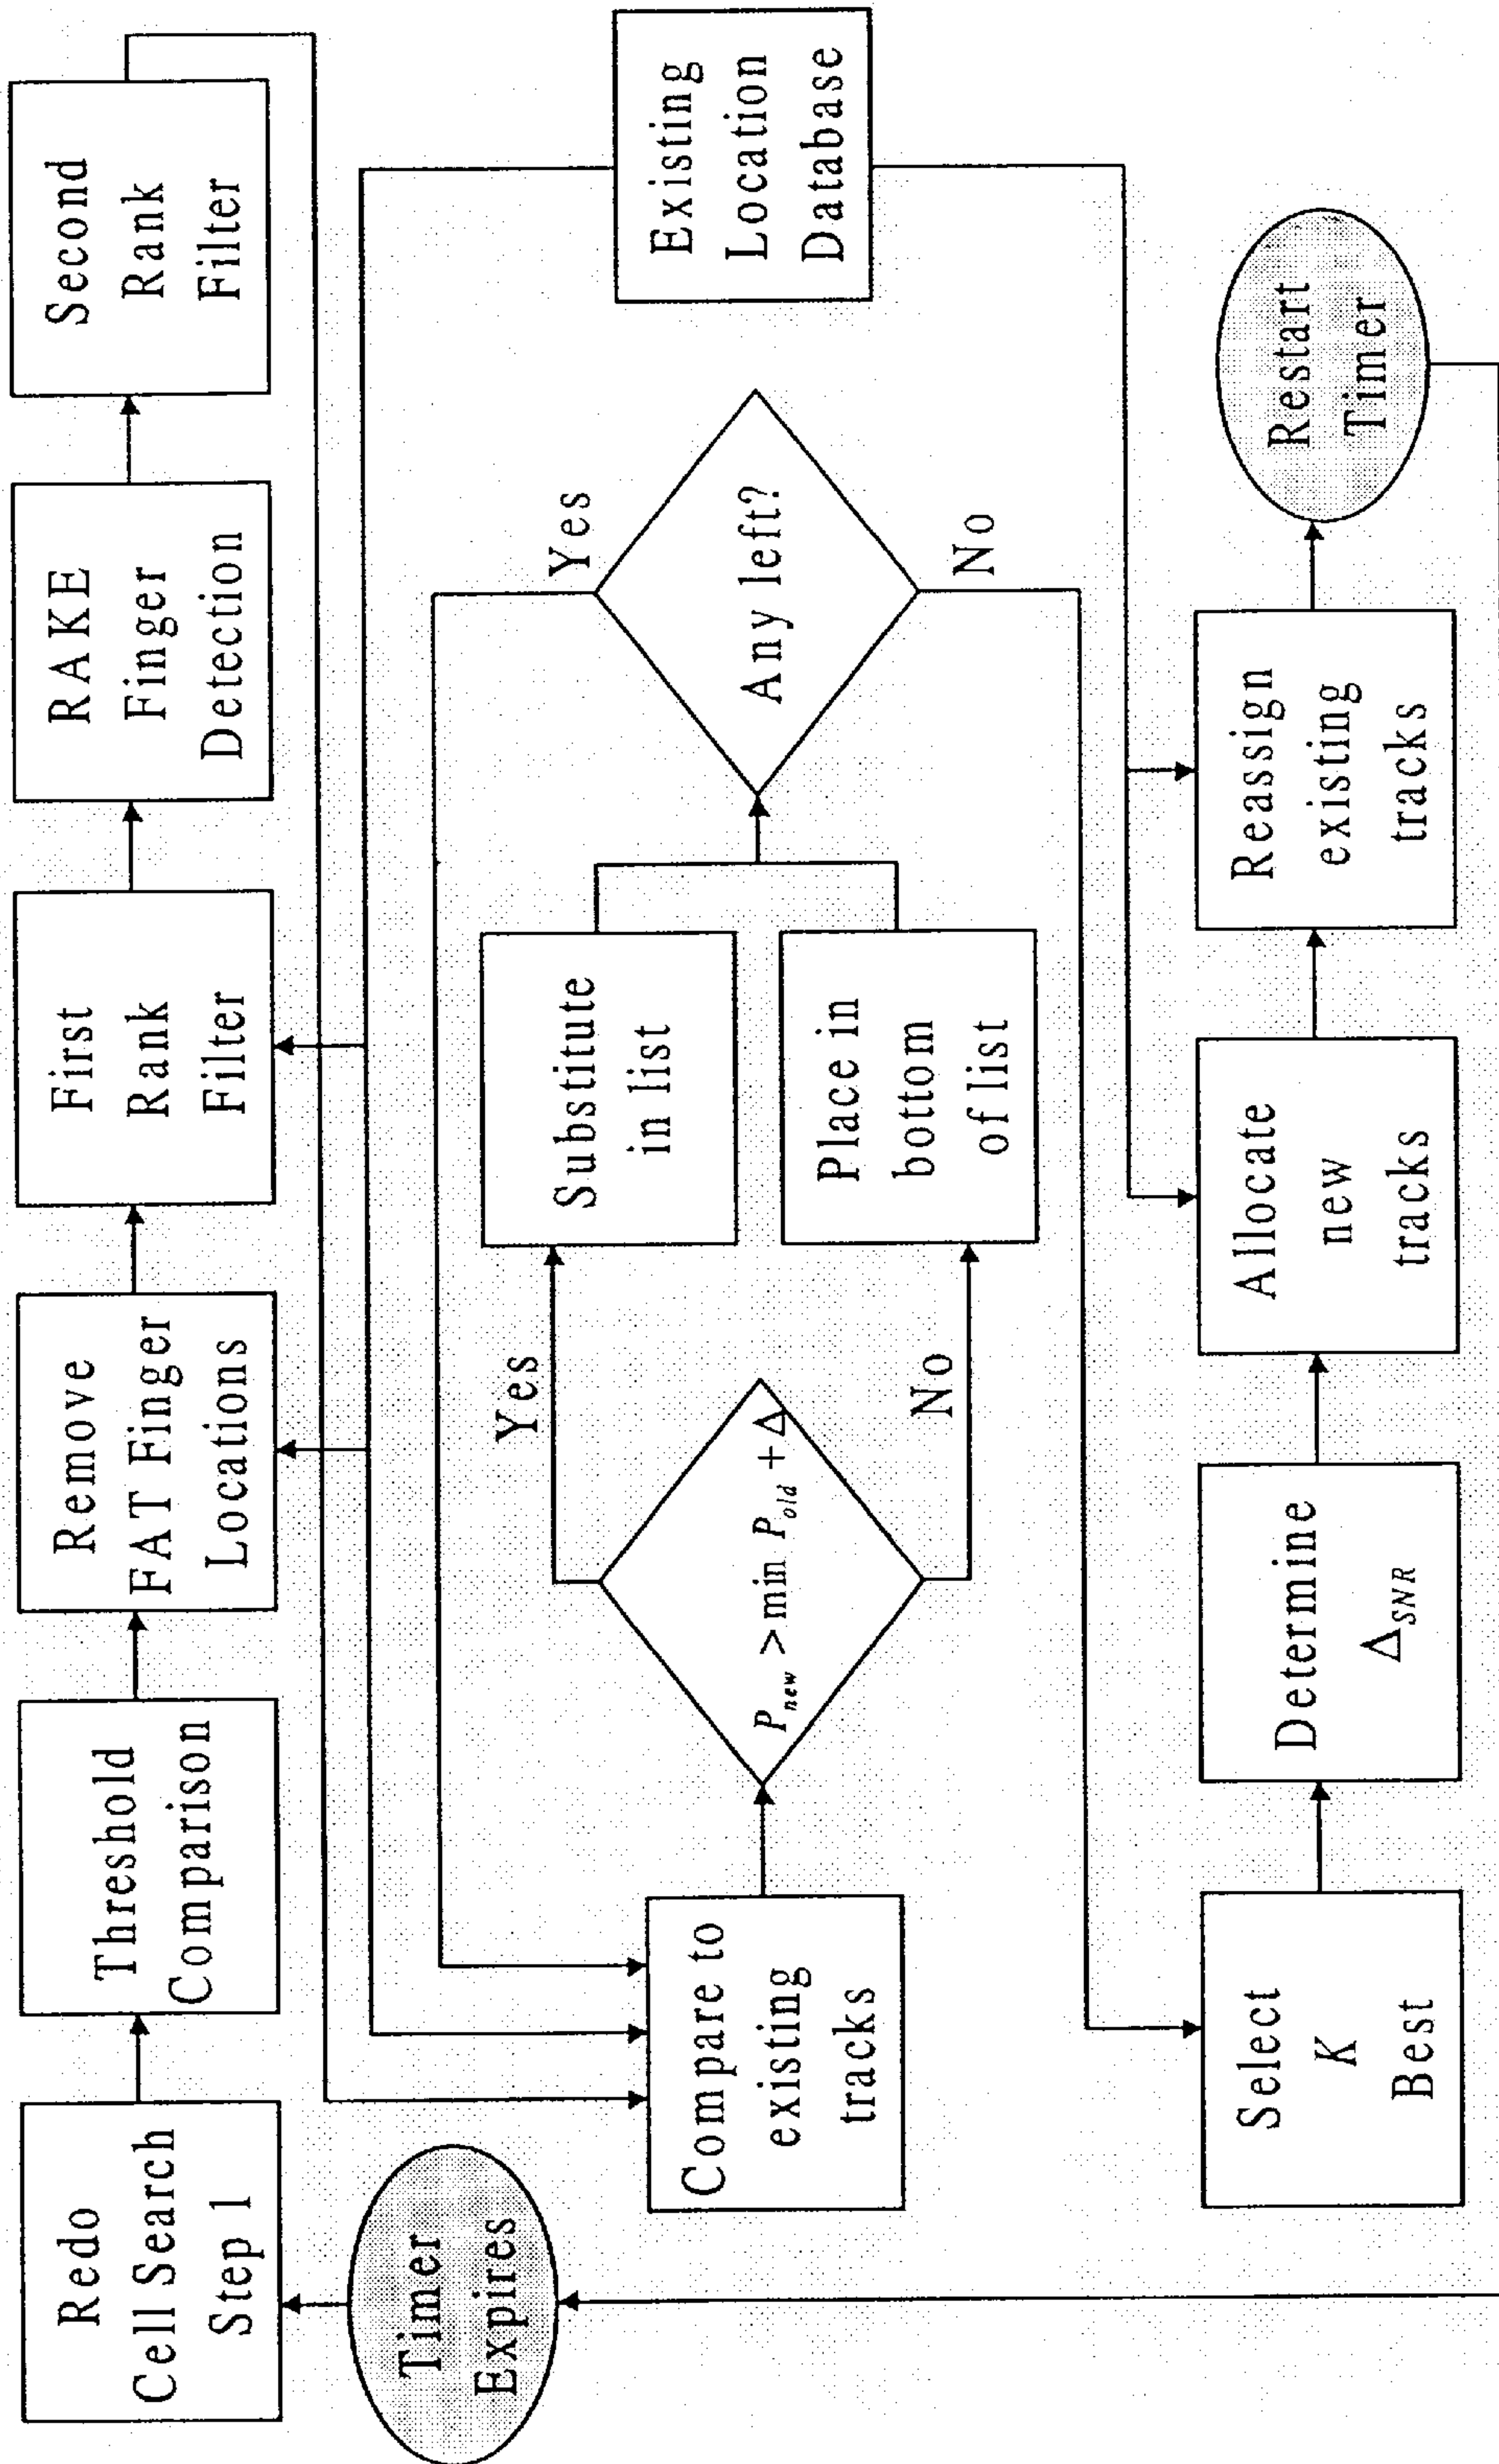 Redo
Cell Search
Step 1
Threshold
Comparison
Remove
FAT Finger
Locations
First
Rank
Filter
RAKE
Finger
Detection
Second
Rank
Filter
Timer
Expires
Compare to
existing
tracks
P_new > min P_old + Δ
Yes
No
Substitute
in list
Place in
bottom
of list
Any left?
Yes
No
Existing
Location
Database
Select
K
Best
Determine
Δ_SNR
Allocate
new
tracks
Reassign
existing
tracks
Restart
Timer